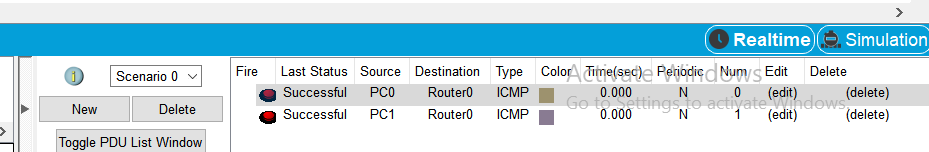 Realtime Simulation
Scenario 0
New Delete
Toggle PDU List Window
Fire Last Status Source Destination Type Color Time(sec) Periodic Num Edit Delete
Successful PC0 Router0 ICMP 0.000 N 0 (edit) (delete)
Successful PC1 Router0 ICMP 0.000 N 1 (edit) (delete)
Activate Windows
Go to Settings to activate Windows.